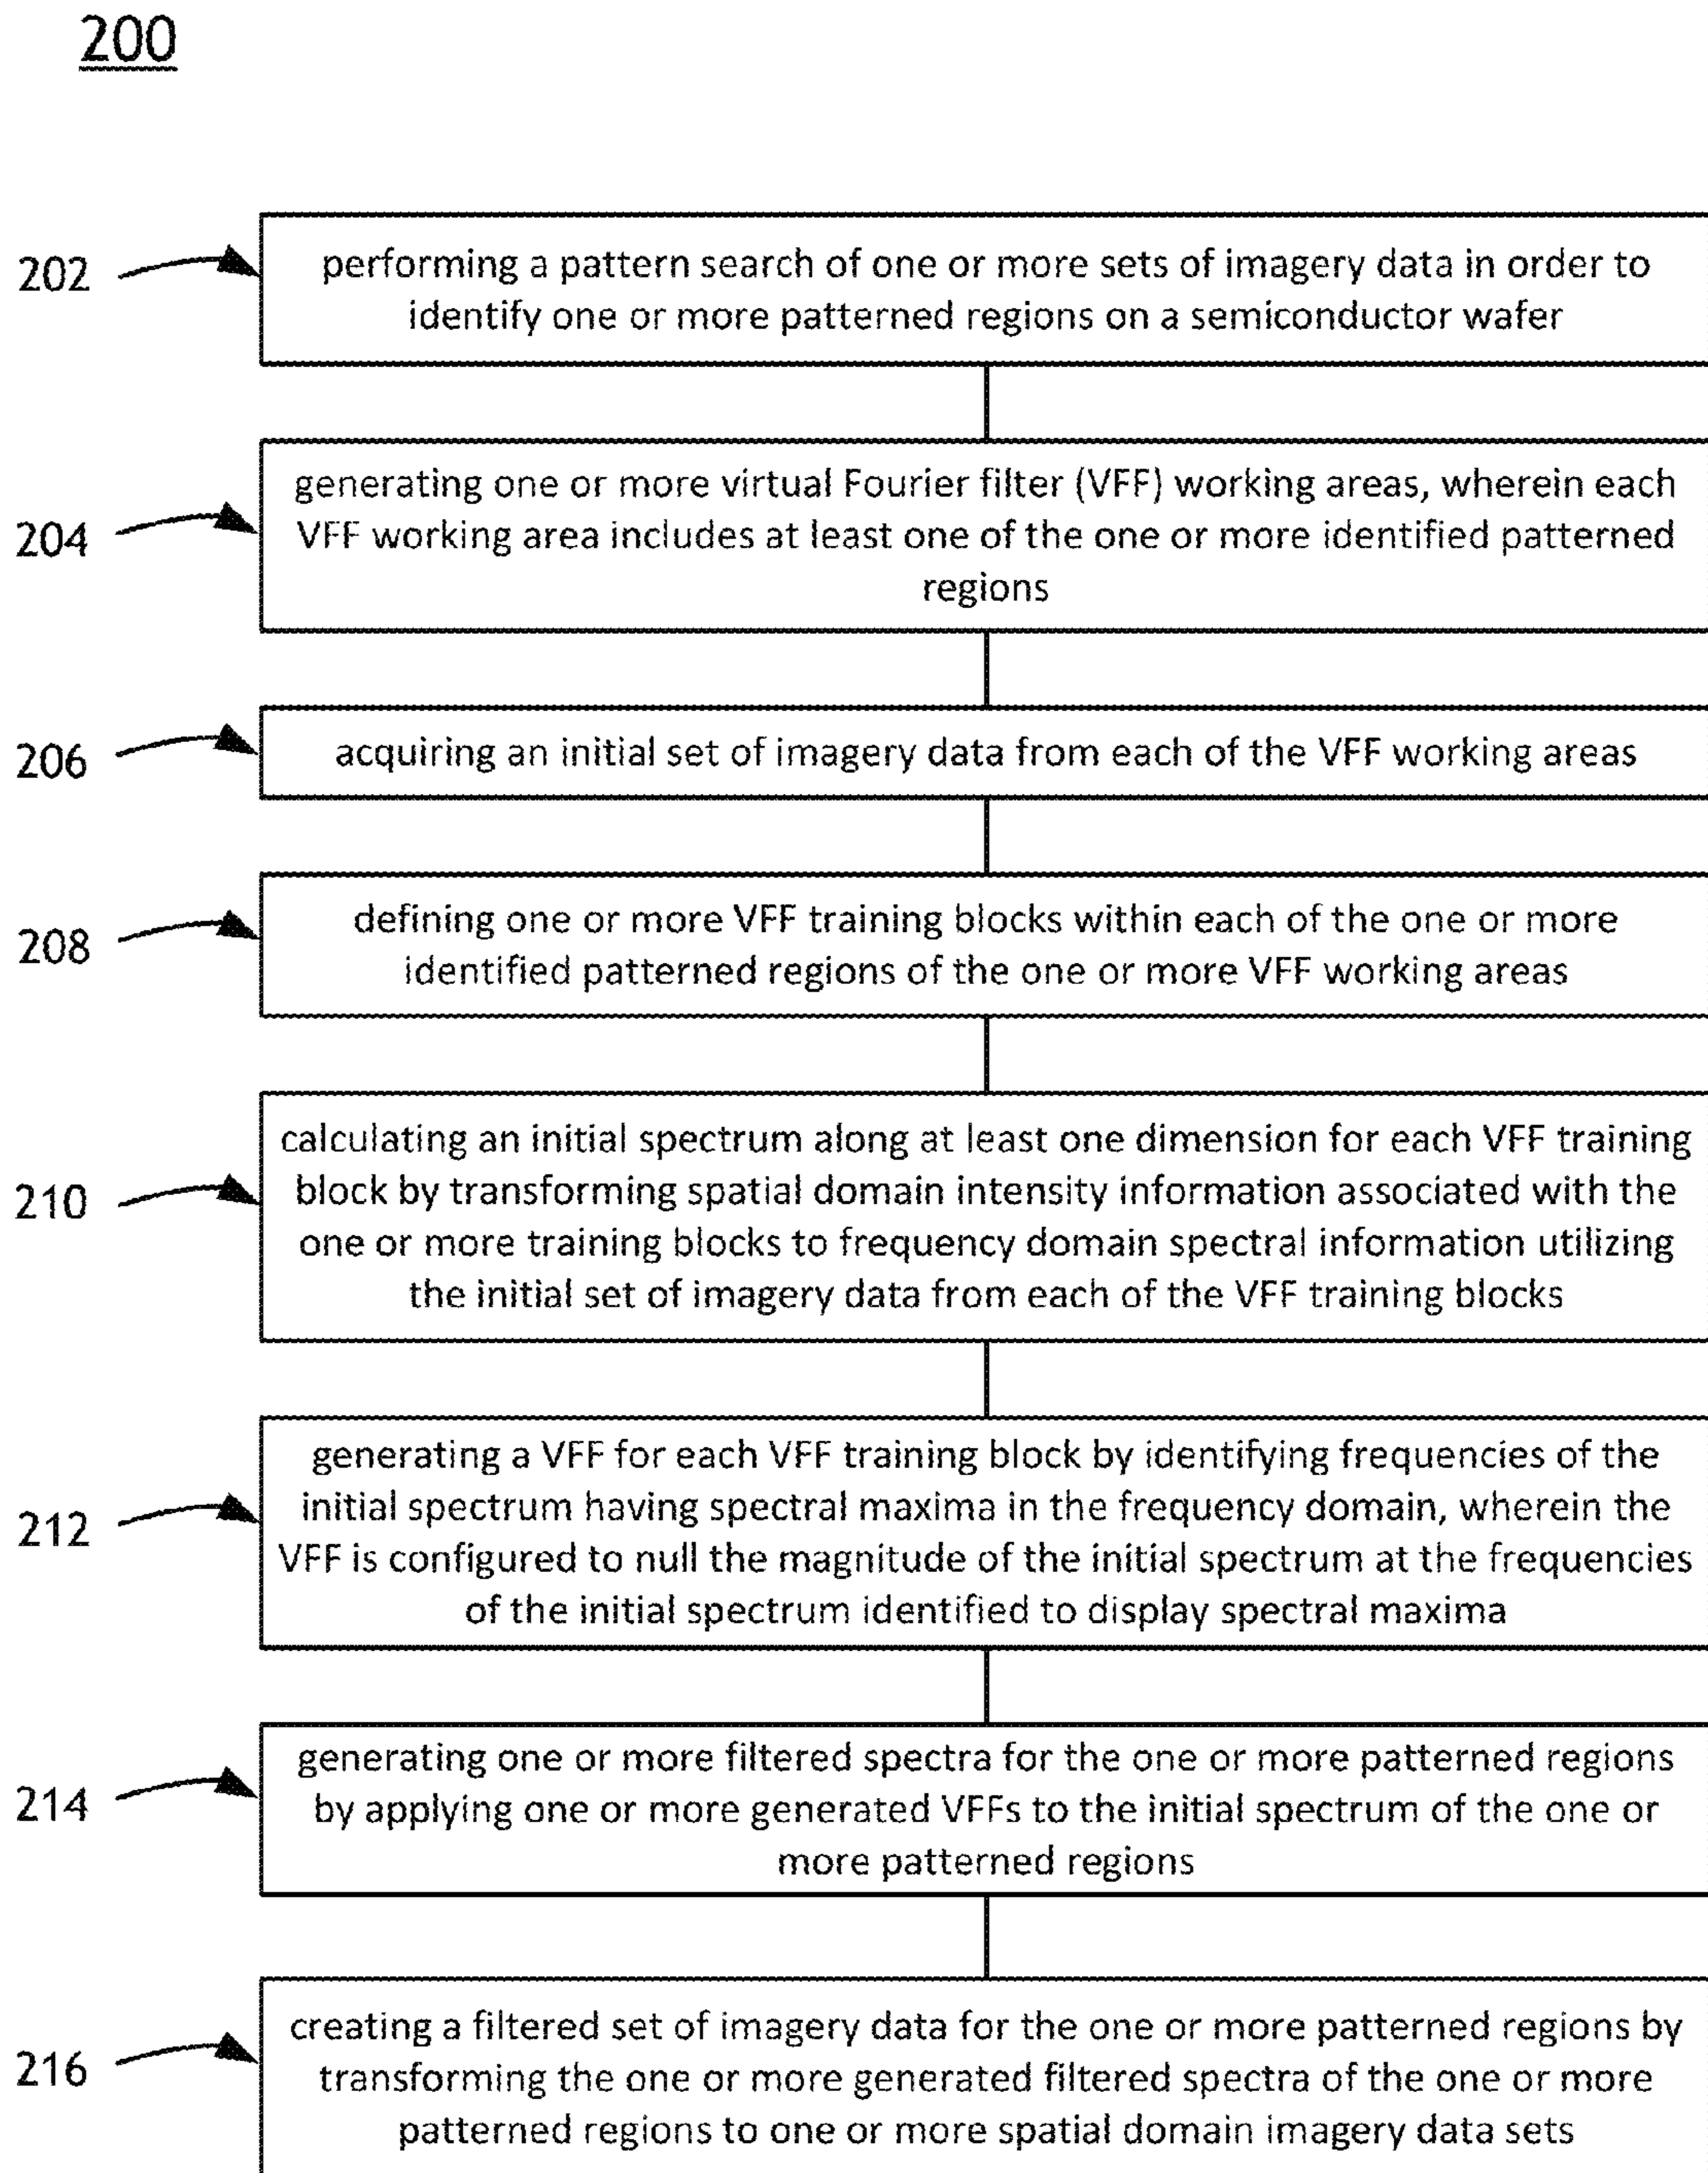 200
202
performing a pattern search of one or more sets of imagery data in order to
identify one or more patterned regions on a semiconductor wafer
204
generating one or more virtual Fourier filter (VFF) working areas, wherein each
VFF working area includes at least one of the one or more identified patterned
regions
206
acquiring an initial set of imagery data from each of the VFF working areas
208
defining one or more VFF training blocks within each of the one or more
identified patterned regions of the one or more VFF working areas
210
calculating an initial spectrum along at least one dimension for each VFF training
block by transforming spatial domain intensity information associated with the
one or more training blocks to frequency domain spectral information utilizing
the initial set of imagery data from each of the VFF training blocks
212
generating a VFF for each VFF training block by identifying frequencies of the
initial spectrum having spectral maxima in the frequency domain, wherein the
VFF is configured to null the magnitude of the initial spectrum at the frequencies
of the initial spectrum identified to display spectral maxima
214
generating one or more filtered spectra for the one or more patterned regions
by applying one or more generated VFFs to the initial spectrum of the one or
more patterned regions
216
creating a filtered set of imagery data for the one or more patterned regions by
transforming the one or more generated filtered spectra of the one or more
patterned regions to one or more spatial domain imagery data sets